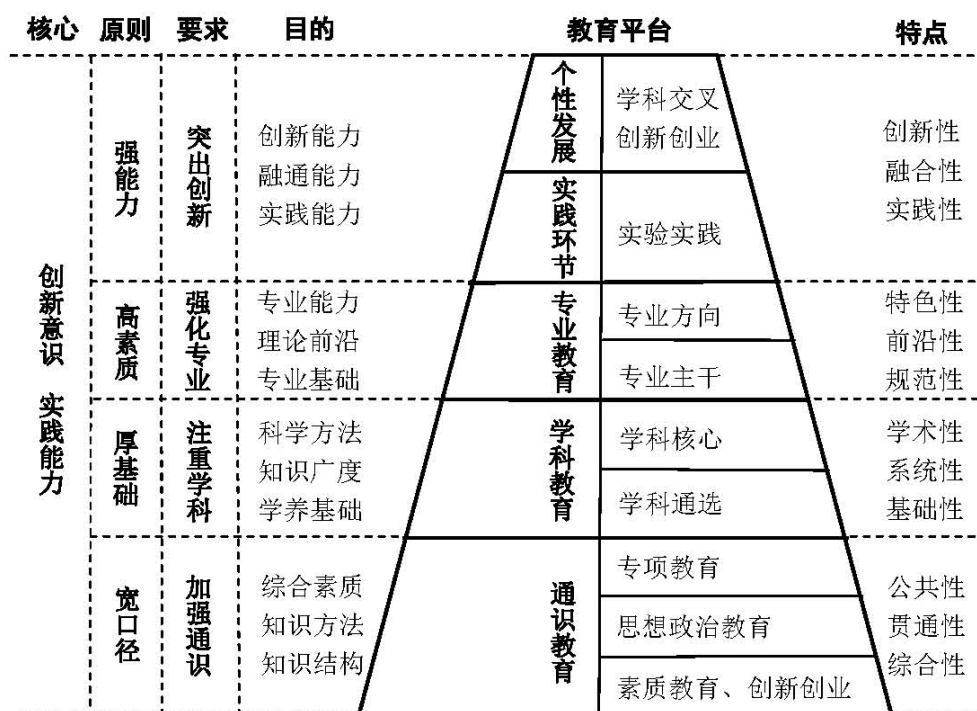 核心 原则 要求 目的 教育平台 特点
创新意识 实践能力
强能力
突出创新
创新能力
融通能力
实践能力
个性发展
学科交叉
创新创业
实践环节
实验实践
创新性
融合性
实践性
高素质
强化专业
专业能力
理论前沿
专业基础
专业教育
专业方向
专业主干
特色性
前沿性
规范性
厚基础
注重学科
科学方法
知识广度
学养基础
学科教育
学科核心
学科通选
学术性
系统性
基础性
宽口径
加强通识
综合素质
知识方法
知识结构
通识教育
专项教育
思想政治教育
素质教育、创新创业
公共性
贯通性
综合性